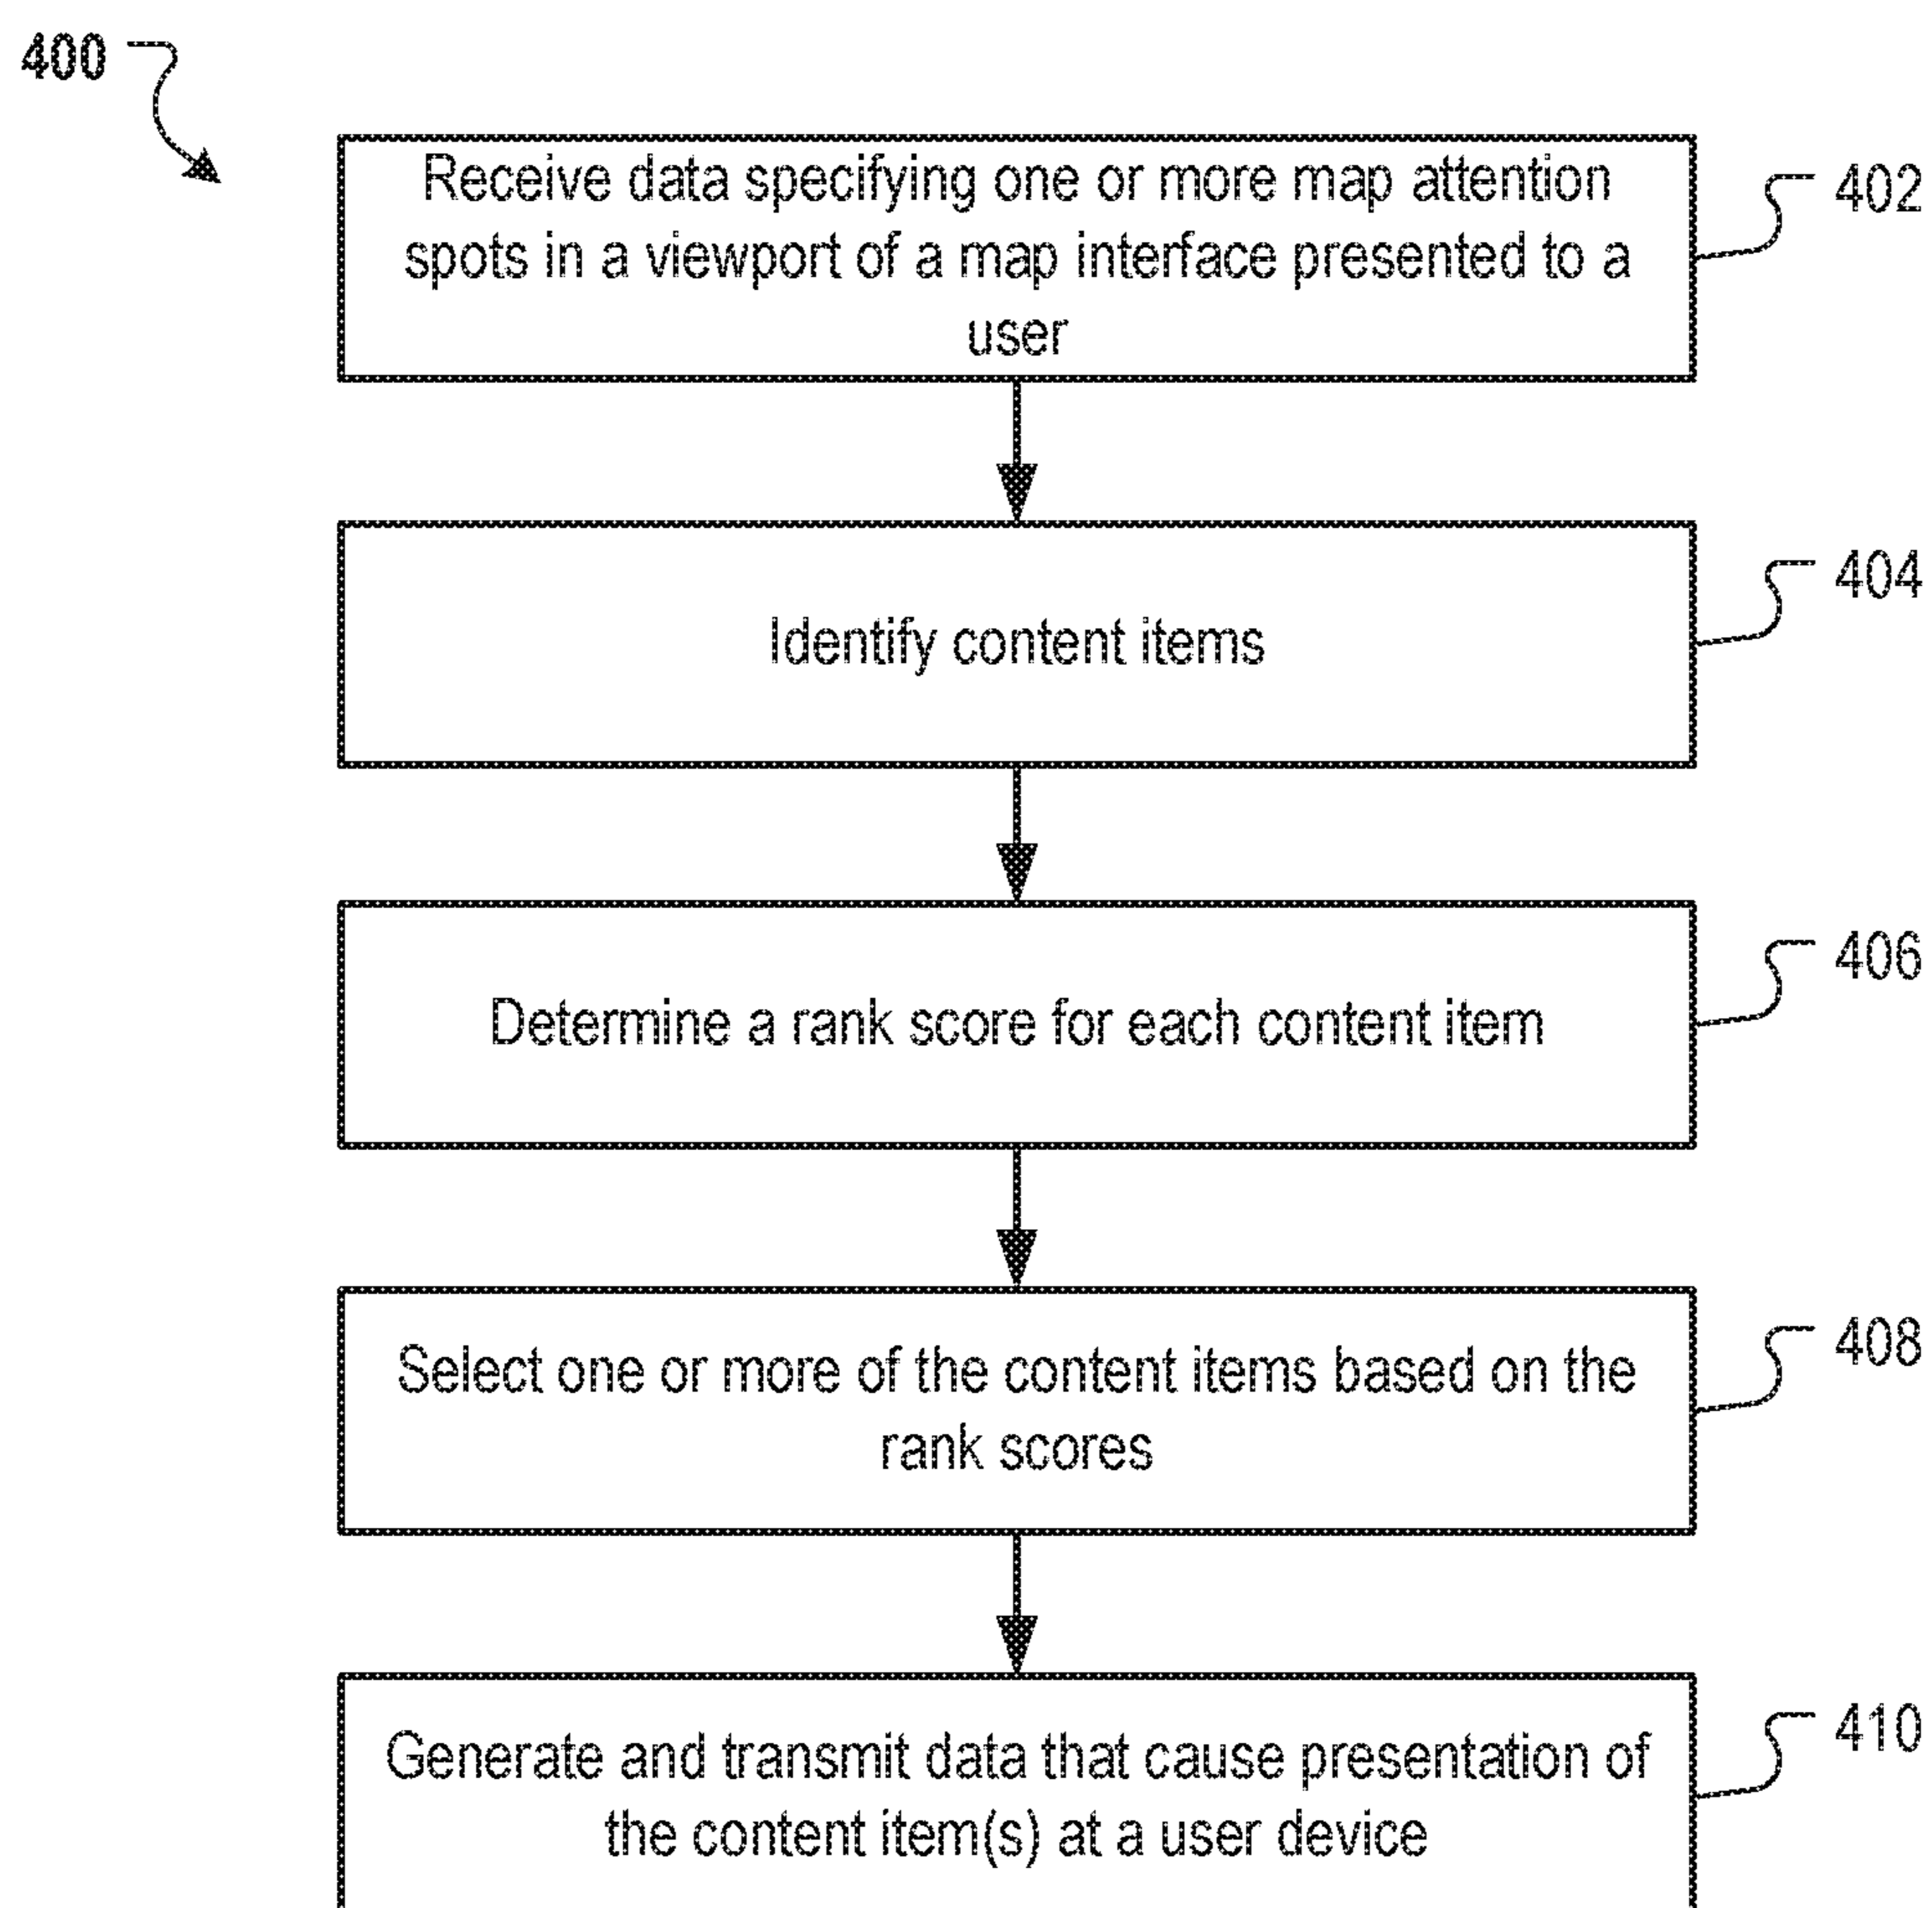 400
Receive data specifying one or more map attention
spots in a viewport of a map interface presented to a
user
402
Identify content items
404
Determine a rank score for each content item
406
Select one or more of the content items based on the
rank scores
408
Generate and transmit data that cause presentation of
the content item(s) at a user device
410